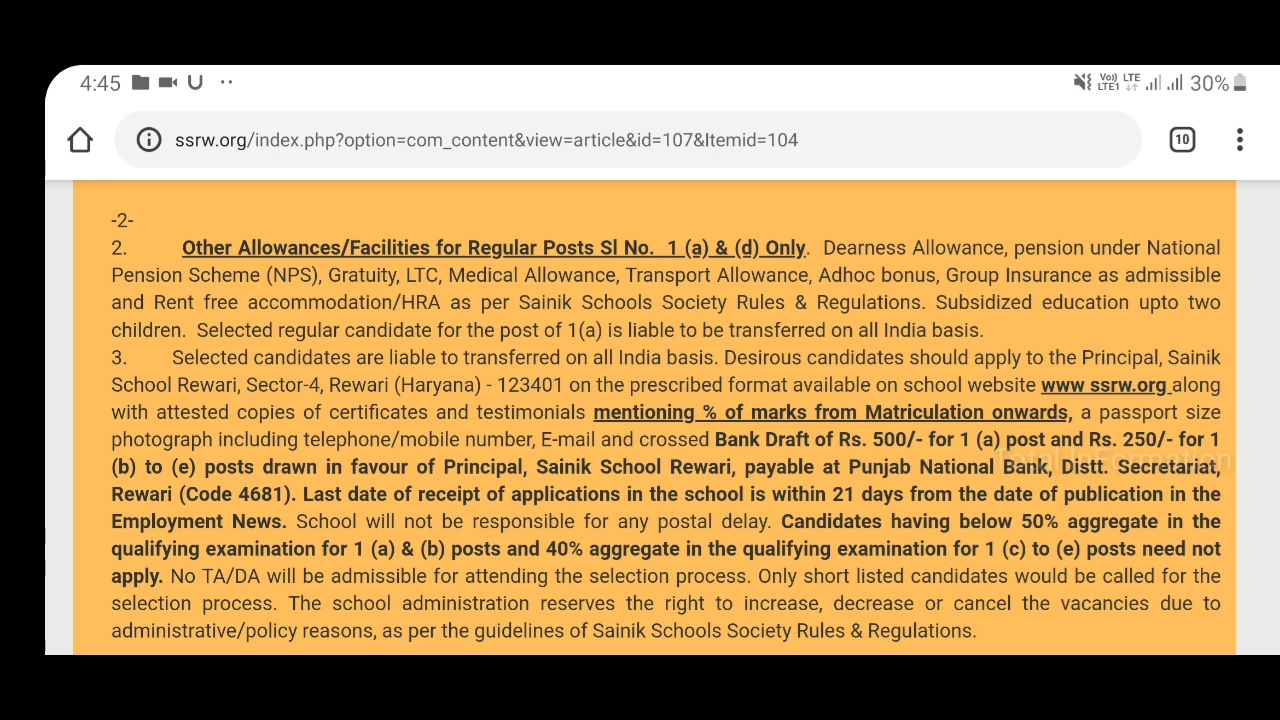 4:45 LTE1 LTE 30%
ssrw.org/index.php?option=com_content&view=article&id=107&Itemid=104 10
-2-
2. Other Allowances/Facilities for Regular Posts Sl No. 1 (a) & (d) Only. Dearness Allowance, pension under National
Pension Scheme (NPS), Gratuity, LTC, Medical Allowance, Transport Allowance, Adhoc bonus, Group Insurance as admissible
and Rent free accommodation/HRA as per Sainik Schools Society Rules & Regulations. Subsidized education upto two
children. Selected regular candidate for the post of 1(a) is liable to be transferred on all India basis.
3. Selected candidates are liable to transferred on all India basis. Desirous candidates should apply to the Principal, Sainik
School Rewari, Sector-4, Rewari (Haryana) - 123401 on the prescribed format available on school website www ssrw.org along
with attested copies of certificates and testimonials mentioning % of marks from Matriculation onwards, a passport size
photograph including telephone/mobile number, E-mail and crossed Bank Draft of Rs. 500/- for 1 (a) post and Rs. 250/- for 1
(b) to (e) posts drawn in favour of Principal, Sainik School Rewari, payable at Punjab National Bank, Distt. Secretariat,
Rewari (Code 4681). Last date of receipt of applications in the school is within 21 days from the date of publication in the
Employment News. School will not be responsible for any postal delay. Candidates having below 50% aggregate in the
qualifying examination for 1 (a) & (b) posts and 40% aggregate in the qualifying examination for 1 (c) to (e) posts need not
apply. No TA/DA will be admissible for attending the selection process. Only short listed candidates would be called for the
selection process. The school administration reserves the right to increase, decrease or cancel the vacancies due to
administrative/policy reasons, as per the guidelines of Sainik Schools Society Rules & Regulations.